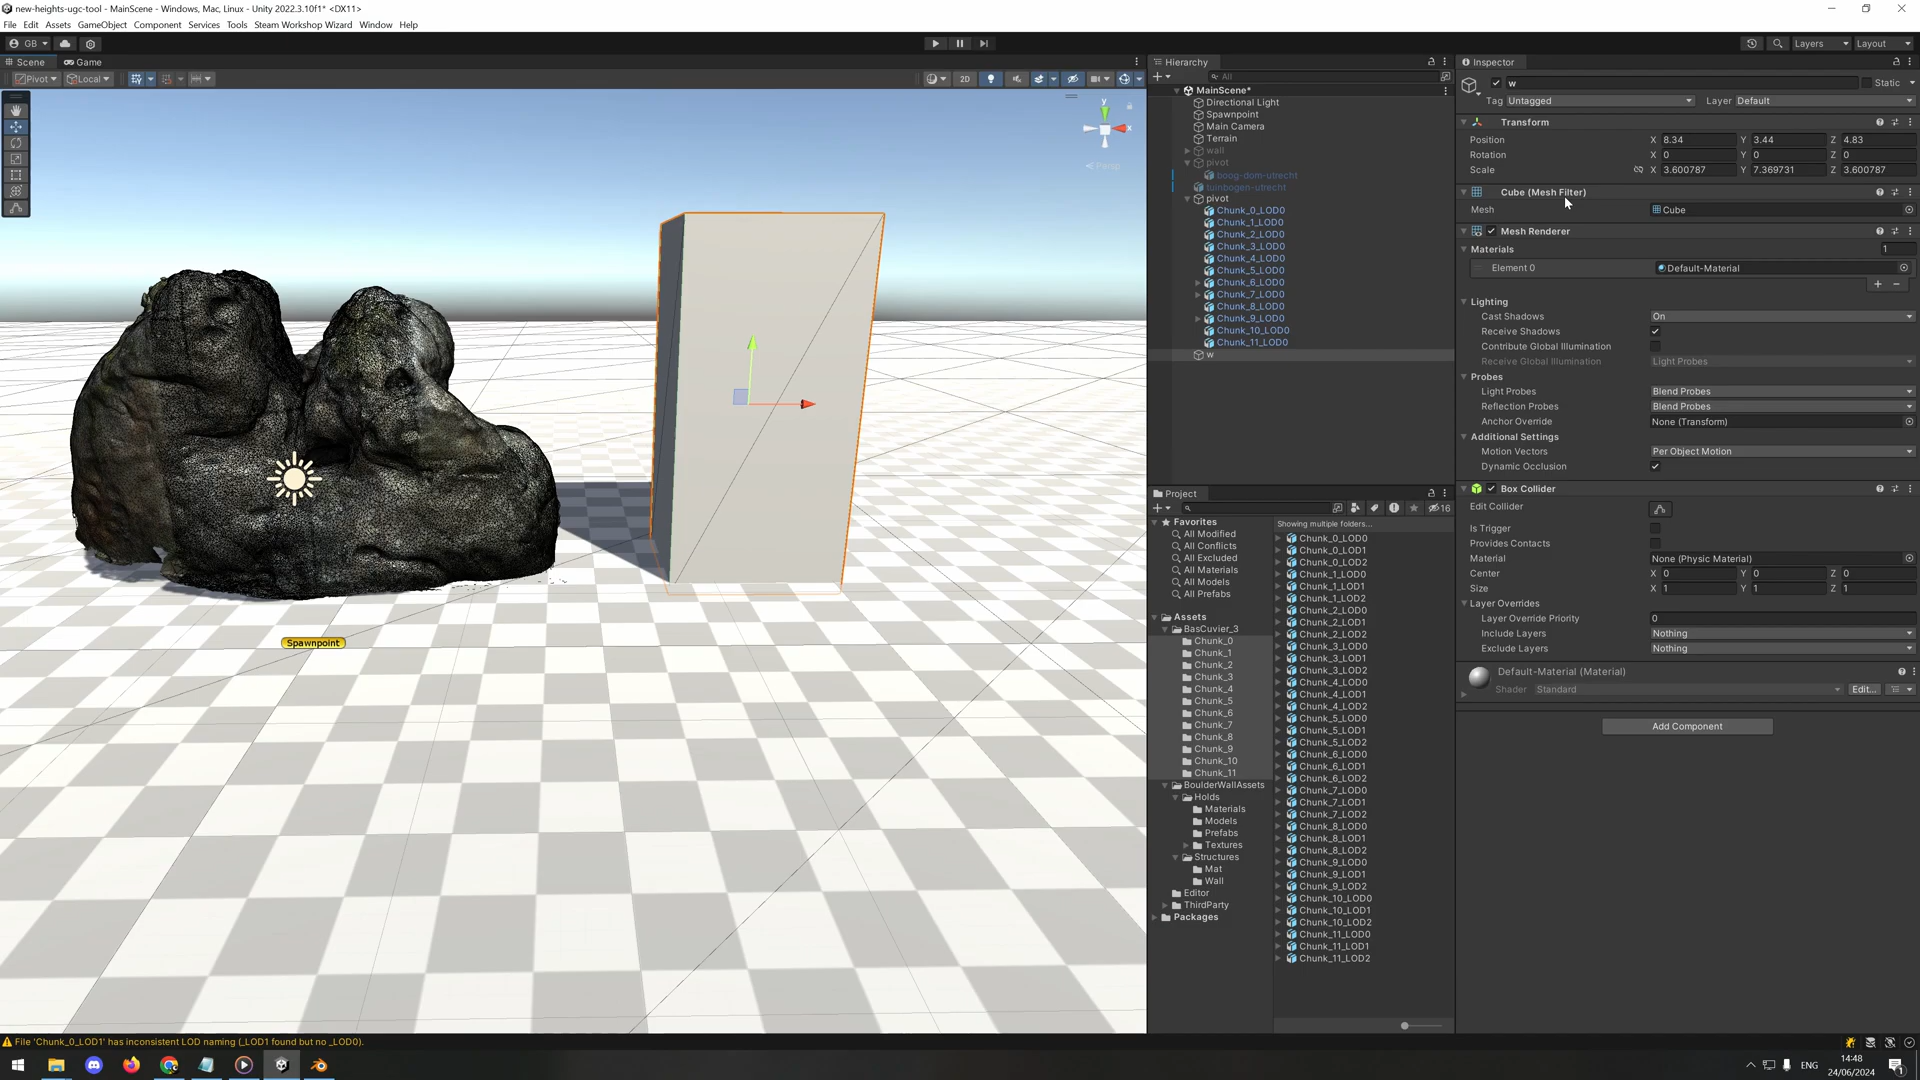 new-heights-ugc-tool - MainScene - Windows, Mac, Linux - Unity 2022.3.10f1* <DX11>
File Edit Assets GameObject Component Services Tools Steam Workshop Wizard Window Help
GB
Layers Layout
Scene Game
Pivot Local 2D
y
x
Persp
Spawnpoint
Hierarchy
All
MainScene*
Directional Light
Spawnpoint
Main Camera
Terrain
wall
pivot
boog-dom-utrecht
tuinbogen-utrecht
pivot
Chunk_0_LOD0
Chunk_1_LOD0
Chunk_2_LOD0
Chunk_3_LOD0
Chunk_4_LOD0
Chunk_5_LOD0
Chunk_6_LOD0
Chunk_7_LOD0
Chunk_8_LOD0
Chunk_9_LOD0
Chunk_10_LOD0
Chunk_11_LOD0
w
Project
16
Favorites
All Modified
All Conflicts
All Excluded
All Materials
All Models
All Prefabs
Assets
BasCuvier_3
Chunk_0
Chunk_1
Chunk_2
Chunk_3
Chunk_4
Chunk_5
Chunk_6
Chunk_7
Chunk_8
Chunk_9
Chunk_10
Chunk_11
BoulderWallAssets
Holds
Materials
Models
Prefabs
Textures
Structures
Mat
Wall
Editor
ThirdParty
Packages
Showing multiple folders...
Chunk_0_LOD0
Chunk_0_LOD1
Chunk_0_LOD2
Chunk_1_LOD0
Chunk_1_LOD1
Chunk_1_LOD2
Chunk_2_LOD0
Chunk_2_LOD1
Chunk_2_LOD2
Chunk_3_LOD0
Chunk_3_LOD1
Chunk_3_LOD2
Chunk_4_LOD0
Chunk_4_LOD1
Chunk_4_LOD2
Chunk_5_LOD0
Chunk_5_LOD1
Chunk_5_LOD2
Chunk_6_LOD0
Chunk_6_LOD1
Chunk_6_LOD2
Chunk_7_LOD0
Chunk_7_LOD1
Chunk_7_LOD2
Chunk_8_LOD0
Chunk_8_LOD1
Chunk_8_LOD2
Chunk_9_LOD0
Chunk_9_LOD1
Chunk_9_LOD2
Chunk_10_LOD0
Chunk_10_LOD1
Chunk_10_LOD2
Chunk_11_LOD0
Chunk_11_LOD1
Chunk_11_LOD2
Inspector
w Static
Tag Untagged Layer Default
Transform
Position X 8.34 Y 3.44 Z 4.83
Rotation X 0 Y 0 Z 0
Scale X 3.600787 Y 7.369731 Z 3.600787
Cube (Mesh Filter)
Mesh Cube
Mesh Renderer
Materials 1
Element 0 Default-Material
Lighting
Cast Shadows On
Receive Shadows
Contribute Global Illumination
Receive Global Illumination Light Probes
Probes
Light Probes Blend Probes
Reflection Probes Blend Probes
Anchor Override None (Transform)
Additional Settings
Motion Vectors Per Object Motion
Dynamic Occlusion
Box Collider
Edit Collider
Is Trigger
Provides Contacts
Material None (Physic Material)
Center X 0 Y 0 Z 0
Size X 1 Y 1 Z 1
Layer Overrides
Layer Override Priority 0
Include Layers Nothing
Exclude Layers Nothing
Default-Material (Material)
Shader Standard Edit...
Add Component
File 'Chunk_0_LOD1' has inconsistent LOD naming (_LOD1 found but no _LOD0).
ENG
14:48
24/06/2024
1